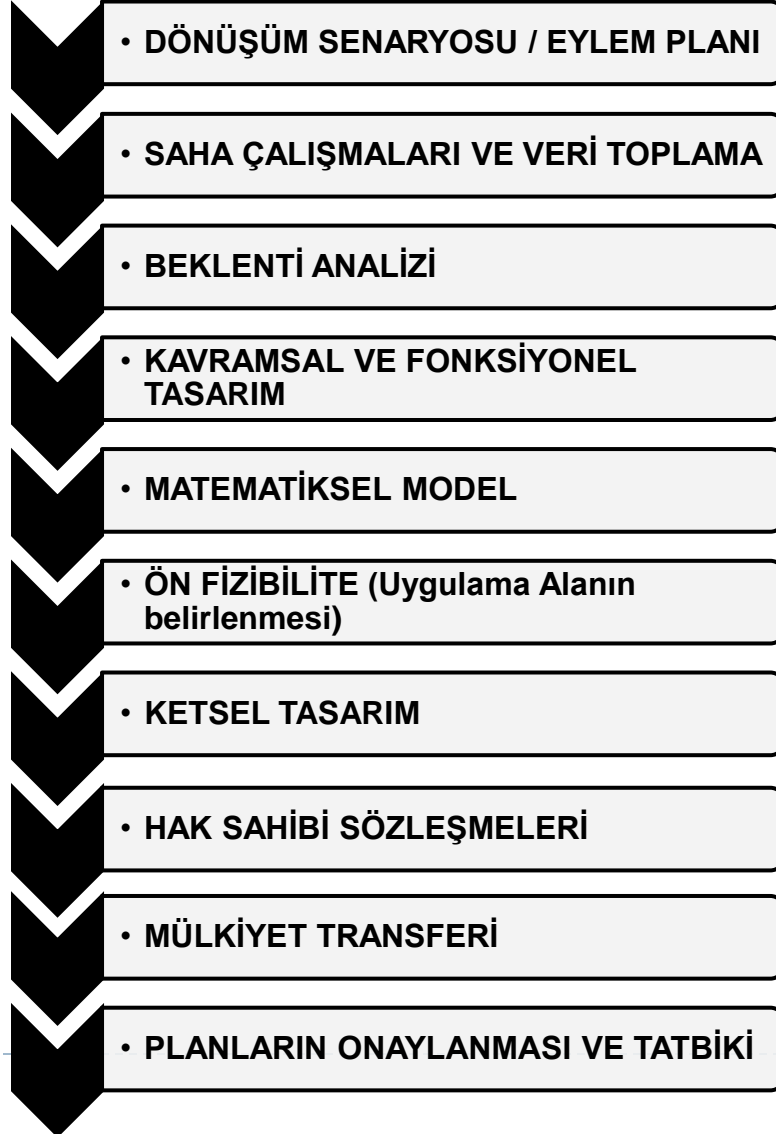 • DÖNÜŞÜM SENARYOSU / EYLEM PLANI
• SAHA ÇALIŞMALARI VE VERİ TOPLAMA
• BEKLENTİ ANALİZİ
• KAVRAMSAL VE FONKSİYONEL
TASARIM
• MATEMATİKSEL MODEL
• ÖN FİZİBİLİTE (Uygulama Alanın
belirlenmesi)
• KETSEL TASARIM
• HAK SAHİBİ SÖZLEŞMELERİ
• MÜLKİYET TRANSFERİ
• PLANLARIN ONAYLANMASI VE TATBİKİ